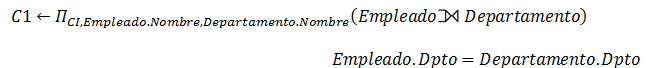 C1 ← Π_{CI,Empleado.Nombre,Departamento.Nombre}(Empleado ⟕ Departamento)
Empleado.Dpto = Departamento.Dpto